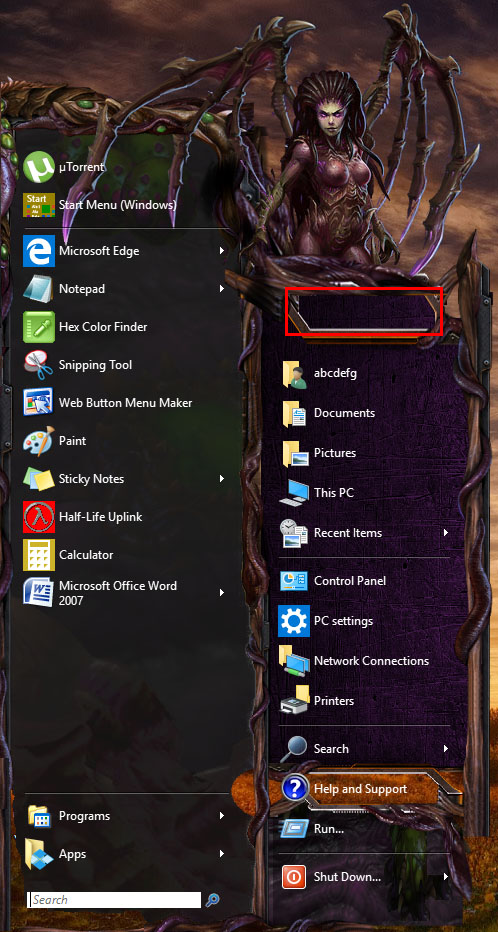 µTorrent
Start Menu (Windows)
Microsoft Edge
Notepad
Hex Color Finder
Snipping Tool
Web Button Menu Maker
Paint
Sticky Notes
Half-Life Uplink
Calculator
Microsoft Office Word
2007
Programs
Apps
Search
abcdefg
Documents
Pictures
This PC
Recent Items
Control Panel
PC settings
Network Connections
Printers
Search
Help and Support
Run...
Shut Down...